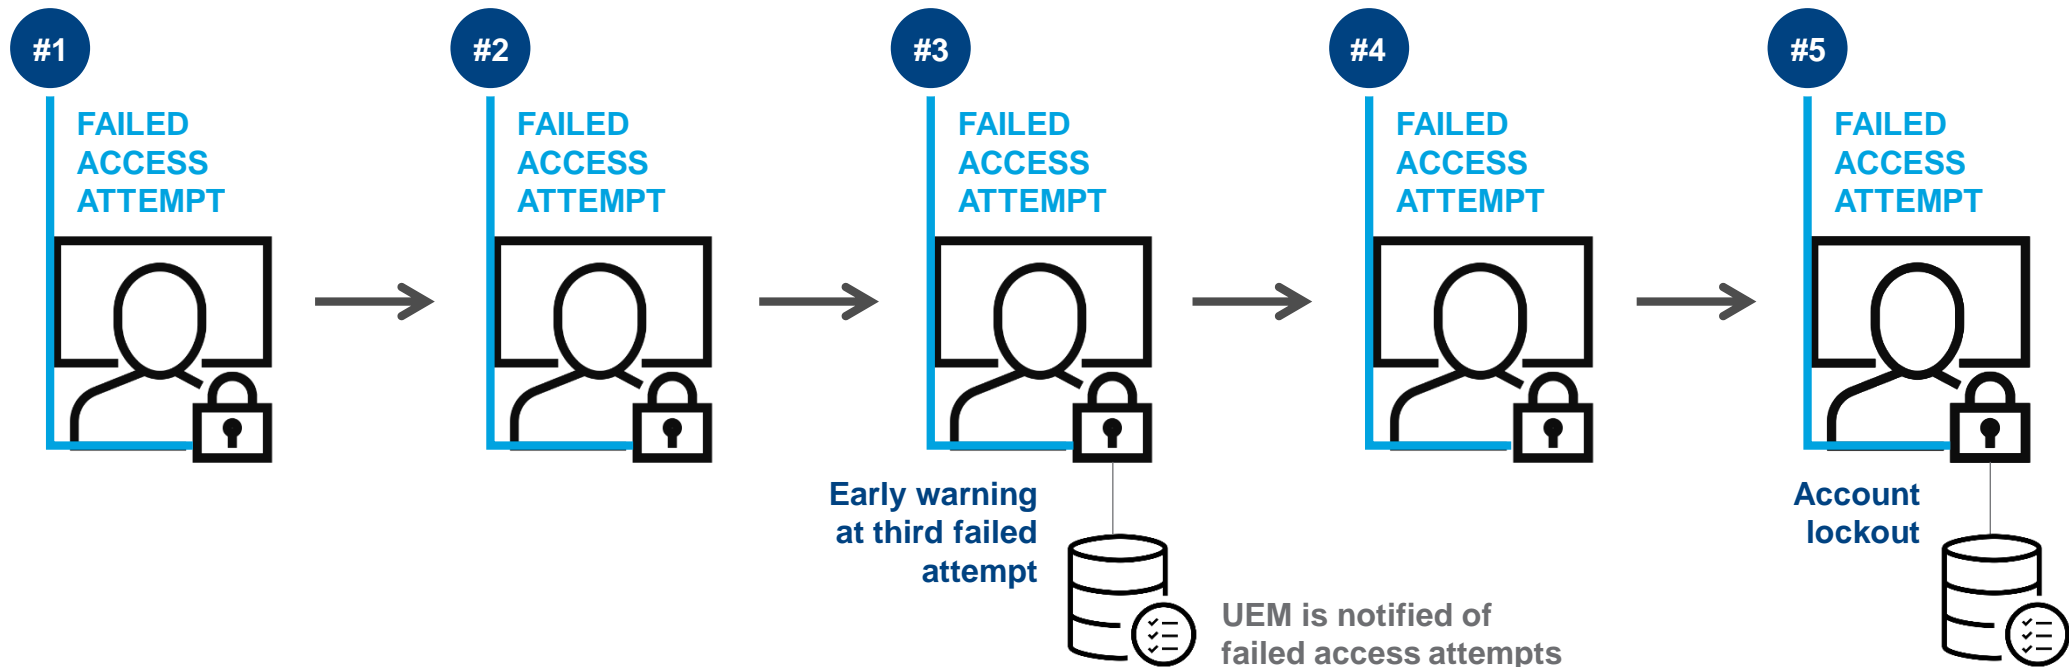 #1
FAILED
ACCESS
ATTEMPT
#2
FAILED
ACCESS
ATTEMPT
#3
FAILED
ACCESS
ATTEMPT
Early warning
at third failed
attempt
UEM is notified of
failed access attempts
#4
FAILED
ACCESS
ATTEMPT
#5
FAILED
ACCESS
ATTEMPT
Account
lockout